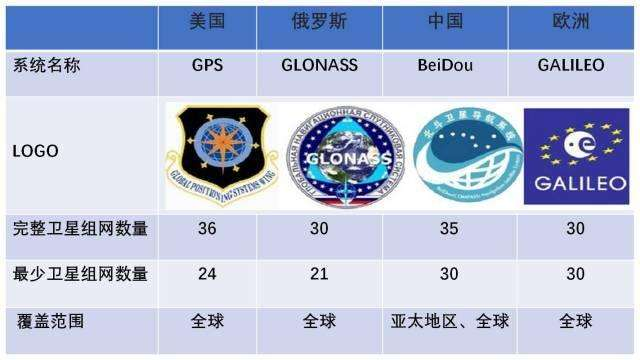 美国 俄罗斯 中国 欧洲
系统名称 GPS GLONASS BeiDou GALILEO
LOGO
GLOBAL POSITIONING SYSTEMS WING
ГЛОБАЛЬНАЯ НАВИГАЦИОННАЯ СПУТНИКОВАЯ СИСТЕМА
GLONASS
北斗卫星导航系统
e
GALILEO
完整卫星组网数量 36 30 35 30
最少卫星组网数量 24 21 30 30
覆盖范围 全球 全球 亚太地区、全球 全球